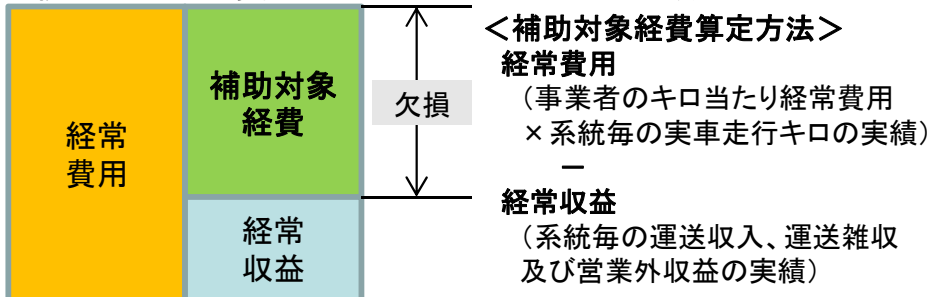 経常
費用
補助対象
経費
経常
収益
欠損
＜補助対象経費算定方法＞
経常費用
（事業者のキロ当たり経常費用
×系統毎の実車走行キロの実績）
－
経常収益
（系統毎の運送収入、運送雑収
及び営業外収益の実績）